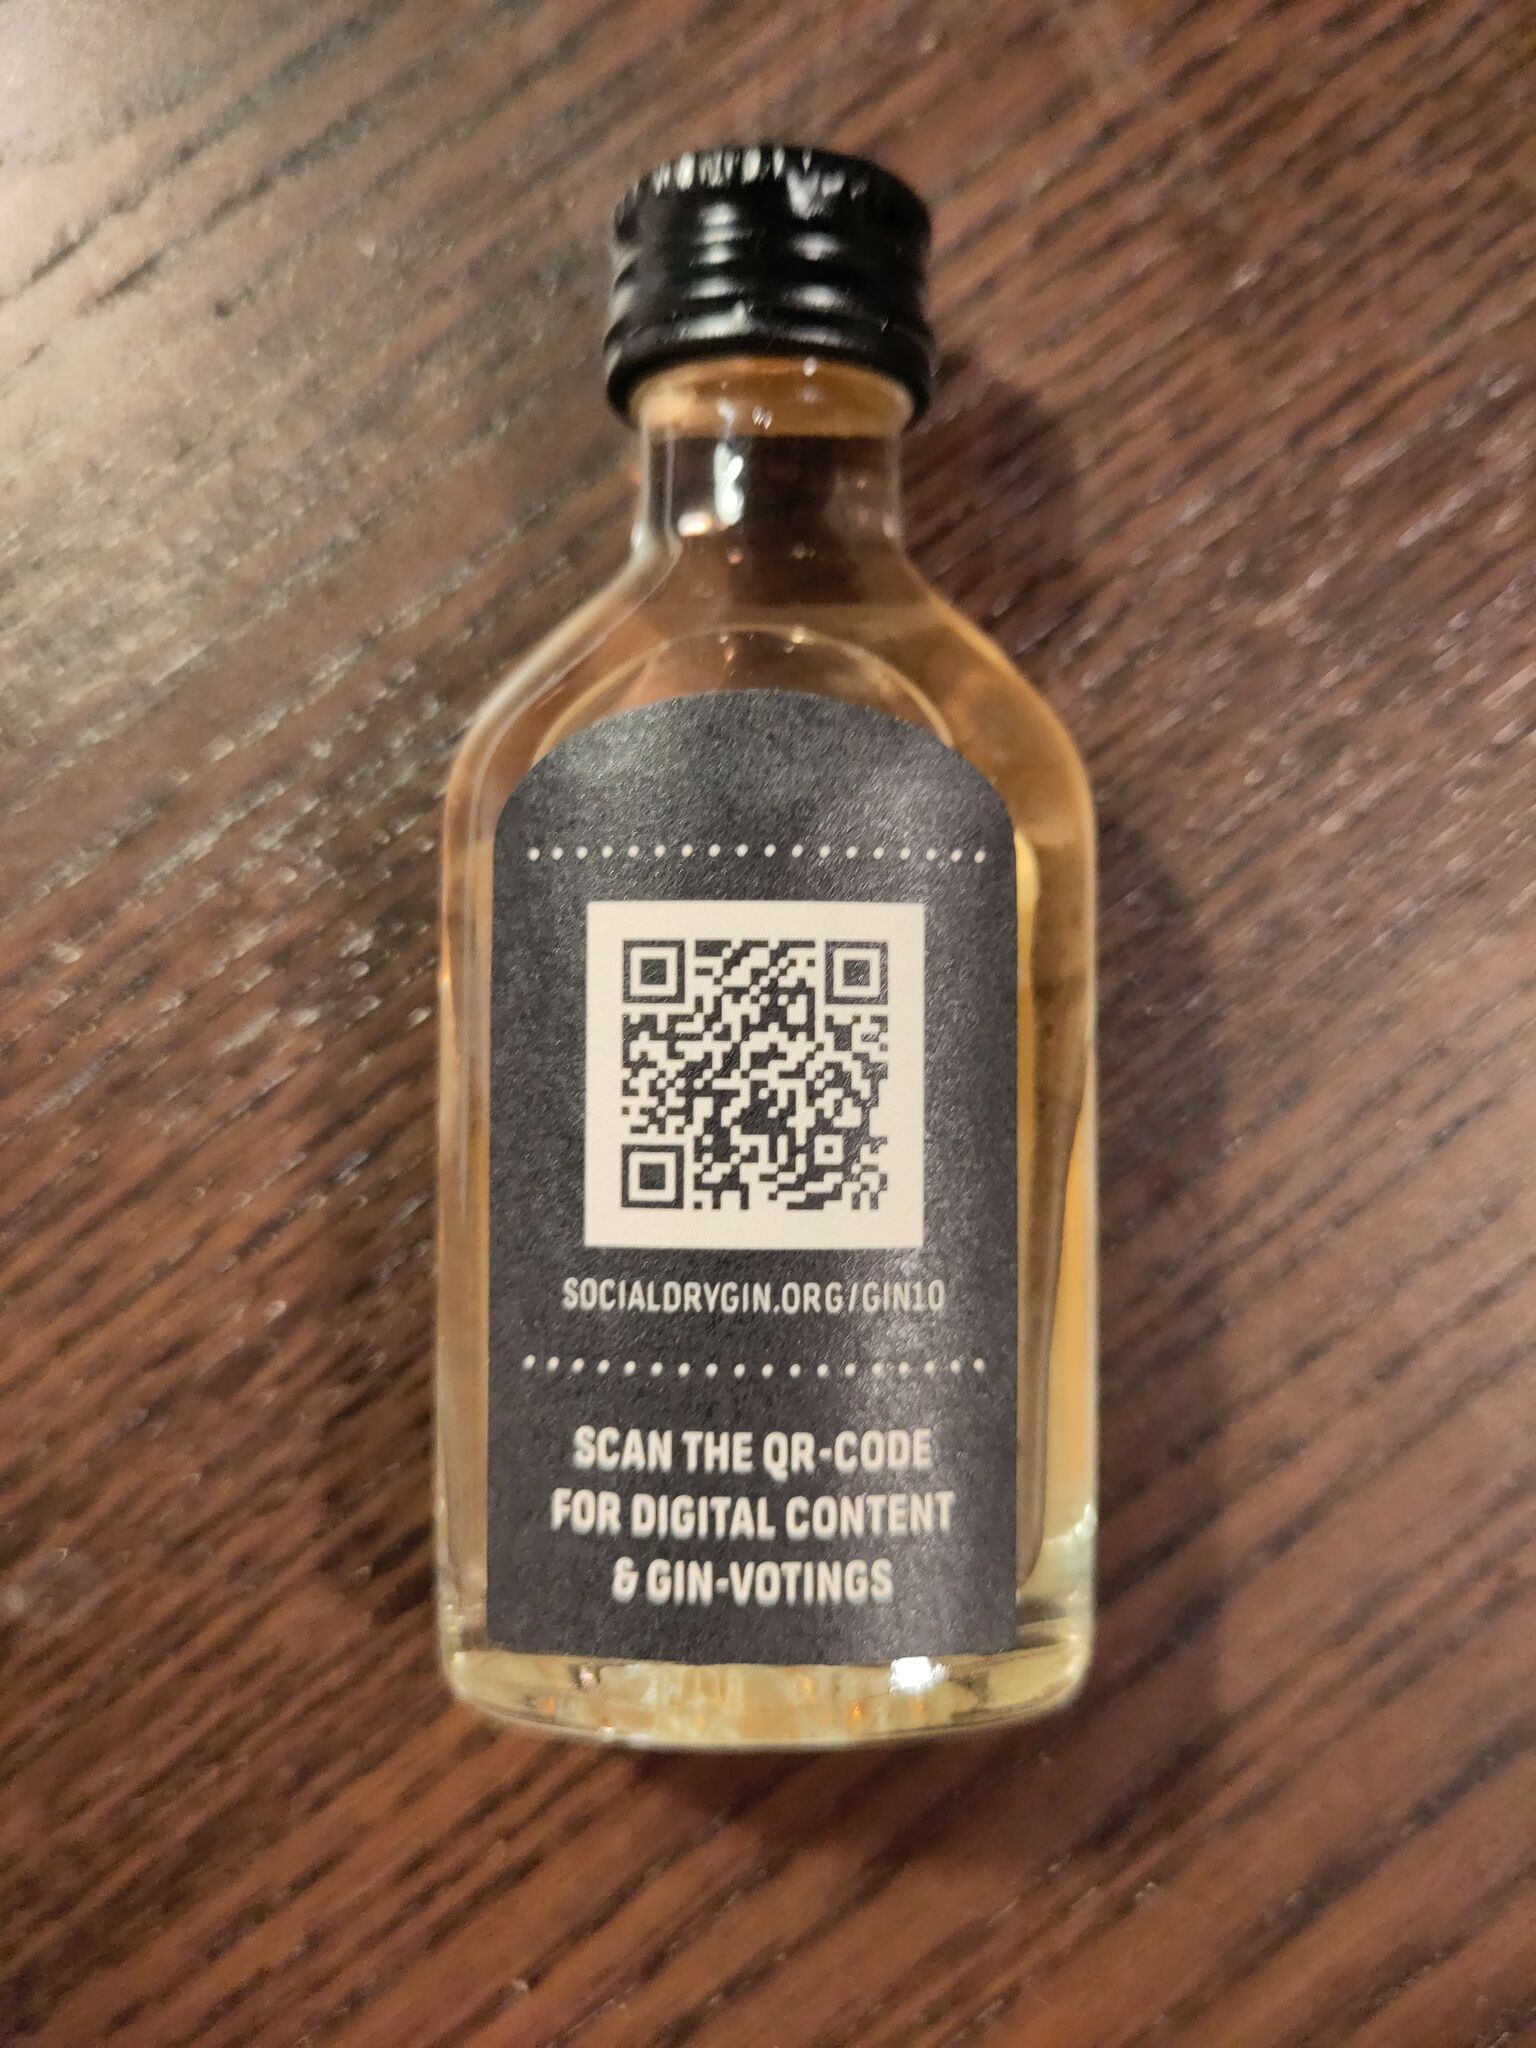 SOCIALDRYGIN.ORG/GIN10
SCAN THE QR-CODE
FOR DIGITAL CONTENT
& GIN-VOTINGS